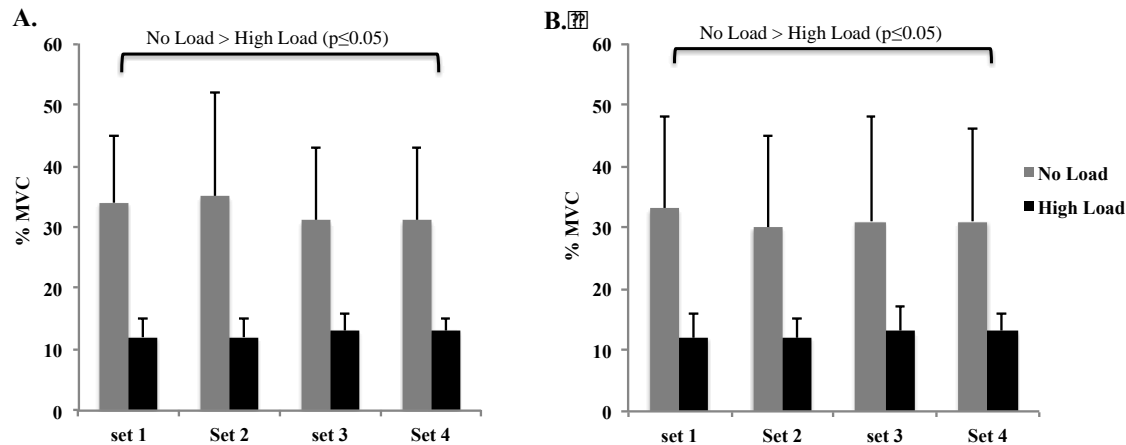 A.
No Load > High Load (p≤0.05)
60
50
40
30
20
10
0
% MVC
set 1 Set 2 set 3 Set 4
B.
No Load > High Load (p≤0.05)
60
50
40
30
20
10
0
% MVC
set 1 Set 2 set 3 Set 4
No Load
High Load